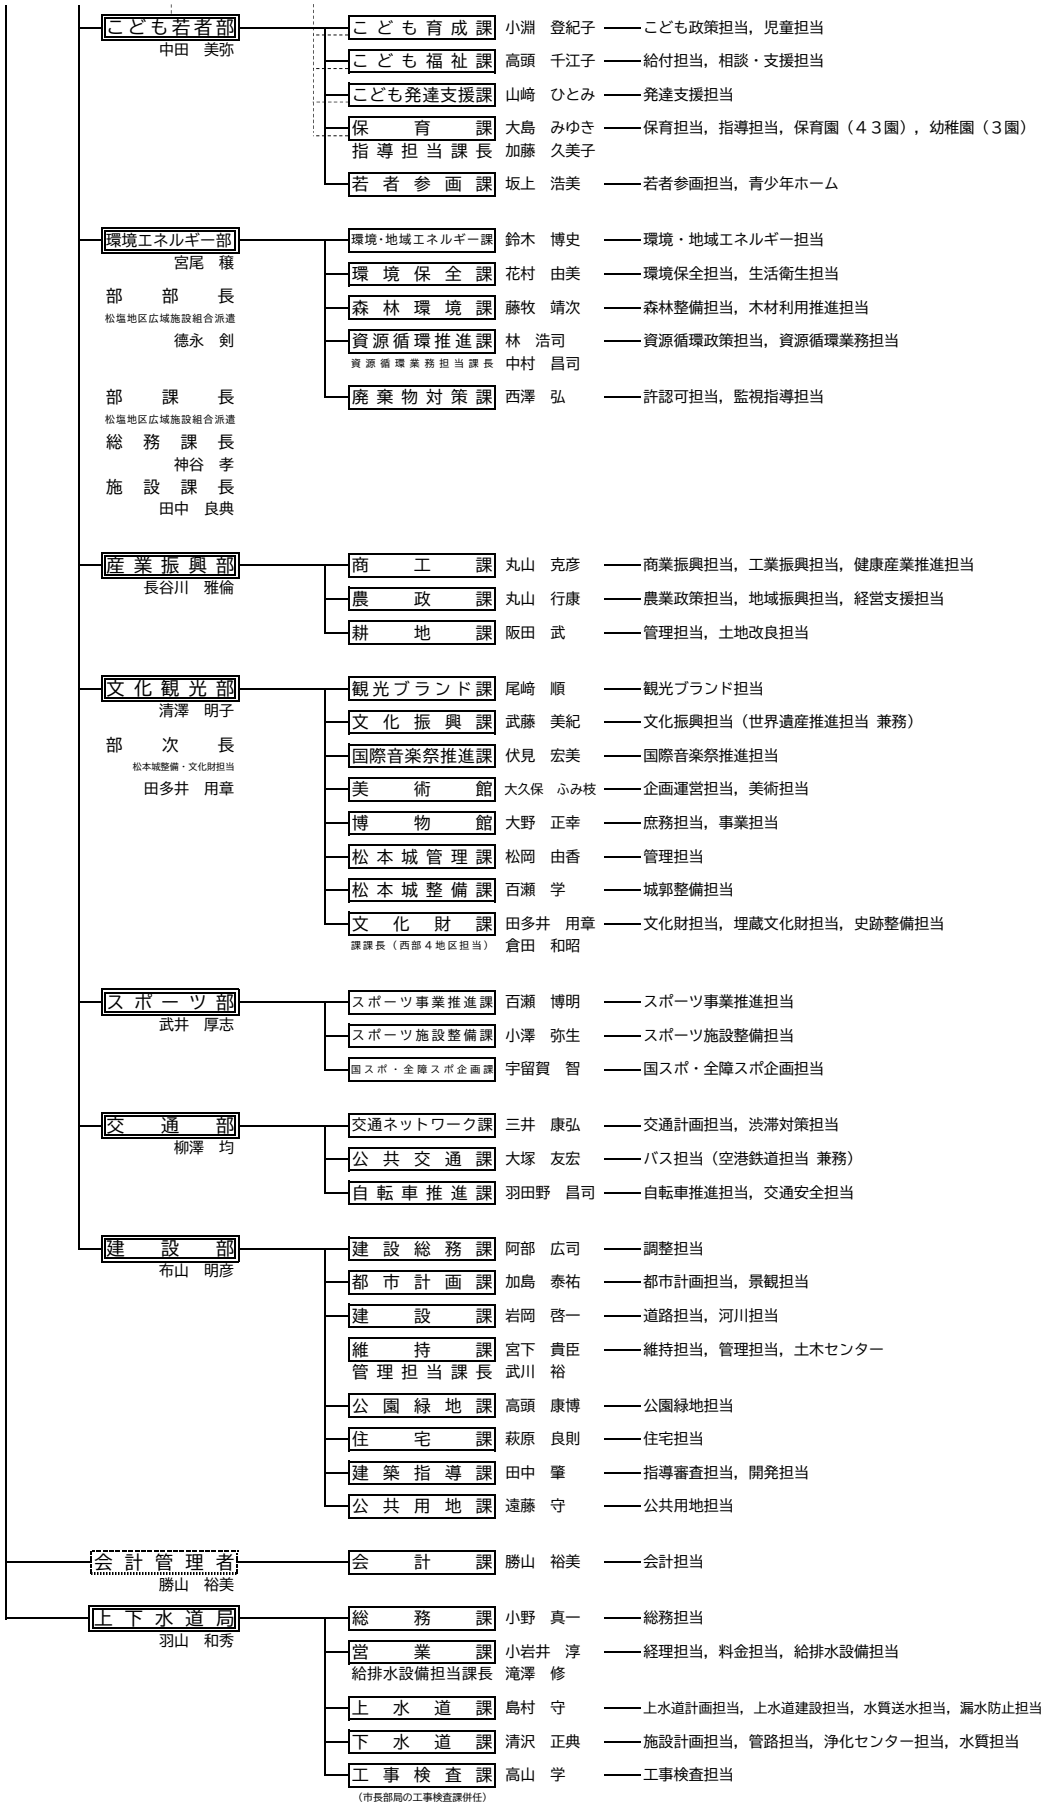 こども若者部 こども育成課 小淵 登紀子 こども政策担当，児童担当
中田 美弥
こども福祉課 高頭 千江子 給付担当，相談・支援担当
こども発達支援課 山﨑 ひとみ 発達支援担当
保育課 大島 みゆき 保育担当，指導担当，保育園（４３園），幼稚園（３園）
指導担当課長 加藤 久美子
若者参画課 坂上 浩美 若者参画担当，青少年ホーム
環境エネルギー部 環境・地域エネルギー課 鈴木 博史 環境・地域エネルギー担当
宮尾 穣
環境保全課 花村 由美 環境保全担当，生活衛生担当
部部長 森林環境課 藤牧 靖次 森林整備担当，木材利用推進担当
松塩地区広域施設組合派遣
徳永 剣 資源循環推進課 林 浩司 資源循環政策担当，資源循環業務担当
資源循環業務担当課長 中村 昌司
部課長 廃棄物対策課 西澤 弘 許認可担当，監視指導担当
松塩地区広域施設組合派遣
総務課長
神谷 孝
施設課長
田中 良典
産業振興部 商工課 丸山 克彦 商業振興担当，工業振興担当，健康産業推進担当
長谷川 雅倫
農政課 丸山 行康 農業政策担当，地域振興担当，経営支援担当
耕地課 阪田 武 管理担当，土地改良担当
文化観光部 観光ブランド課 尾﨑 順 観光ブランド担当
清澤 明子
文化振興課 武藤 美紀 文化振興担当（世界遺産推進担当 兼務）
部次長
国際音楽祭推進課 伏見 宏美 国際音楽祭推進担当
松本城整備・文化財担当
田多井 用章 美術館 大久保 ふみ枝 企画運営担当，美術担当
博物館 大野 正幸 庶務担当，事業担当
松本城管理課 松岡 由香 管理担当
松本城整備課 百瀬 学 城郭整備担当
文化財課 田多井 用章 文化財担当，埋蔵文化財担当，史跡整備担当
課課長（西部４地区担当） 倉田 和昭
スポーツ部 スポーツ事業推進課 百瀬 博明 スポーツ事業推進担当
武井 厚志
スポーツ施設整備課 小澤 弥生 スポーツ施設整備担当
国スポ・全障スポ企画課 宇留賀 智 国スポ・全障スポ企画担当
交通部 交通ネットワーク課 三井 康弘 交通計画担当，渋滞対策担当
柳澤 均
公共交通課 大塚 友宏 バス担当（空港鉄道担当 兼務）
自転車推進課 羽田野 昌司 自転車推進担当，交通安全担当
建設部 建設総務課 阿部 広司 調整担当
布山 明彦
都市計画課 加島 泰祐 都市計画担当，景観担当
建設課 岩岡 啓一 道路担当，河川担当
維持課 宮下 貴臣 維持担当，管理担当，土木センター
管理担当課長 武川 裕
公園緑地課 高頭 康博 公園緑地担当
住宅課 萩原 良則 住宅担当
建築指導課 田中 肇 指導審査担当，開発担当
公共用地課 遠藤 守 公共用地担当
会計管理者 会計課 勝山 裕美 会計担当
勝山 裕美
上下水道局 総務課 小野 真一 総務担当
羽山 和秀
営業課 小岩井 淳 経理担当，料金担当，給排水設備担当
給排水設備担当課長 滝澤 修
上水道課 島村 守 上水道計画担当，上水道建設担当，水質送水担当，漏水防止担当
下水道課 清沢 正典 施設計画担当，管路担当，浄化センター担当，水質担当
工事検査課 高山 学 工事検査担当
（市長部局の工事検査課併任）